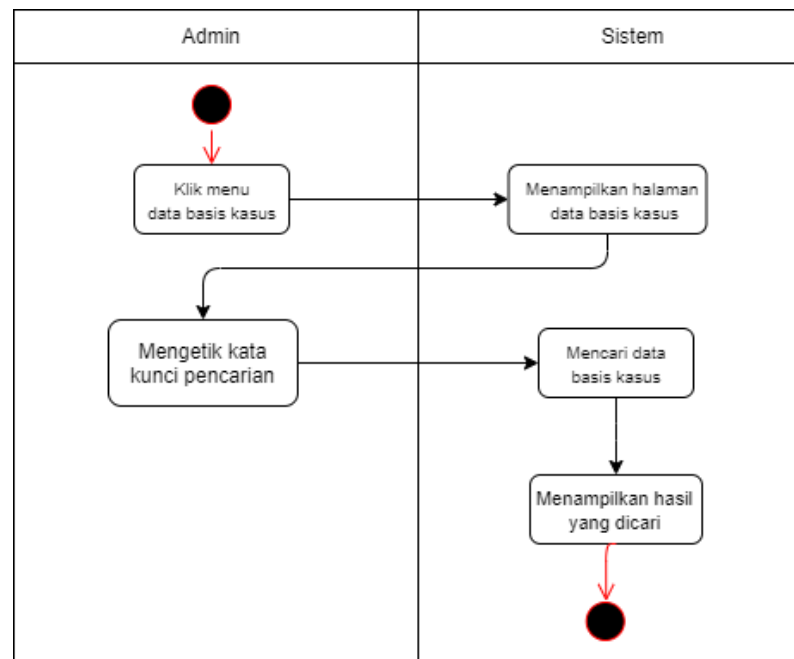 Admin
Sistem
Klik menu
data basis kasus
Menampilkan halaman
data basis kasus
Mengetik kata
kunci pencarian
Mencari data
basis kasus
Menampilkan hasil
yang dicari